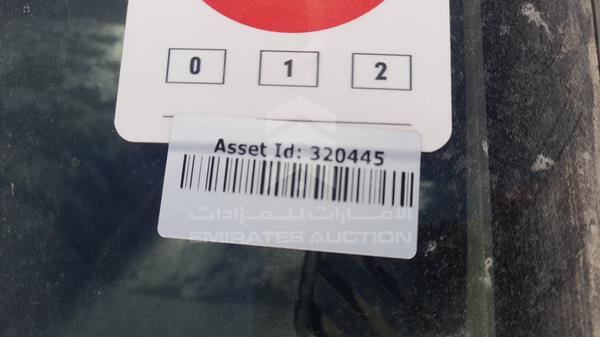 0 1 2
Asset Id: 320445
الامارات للمزادات
EMIRATES AUCTION